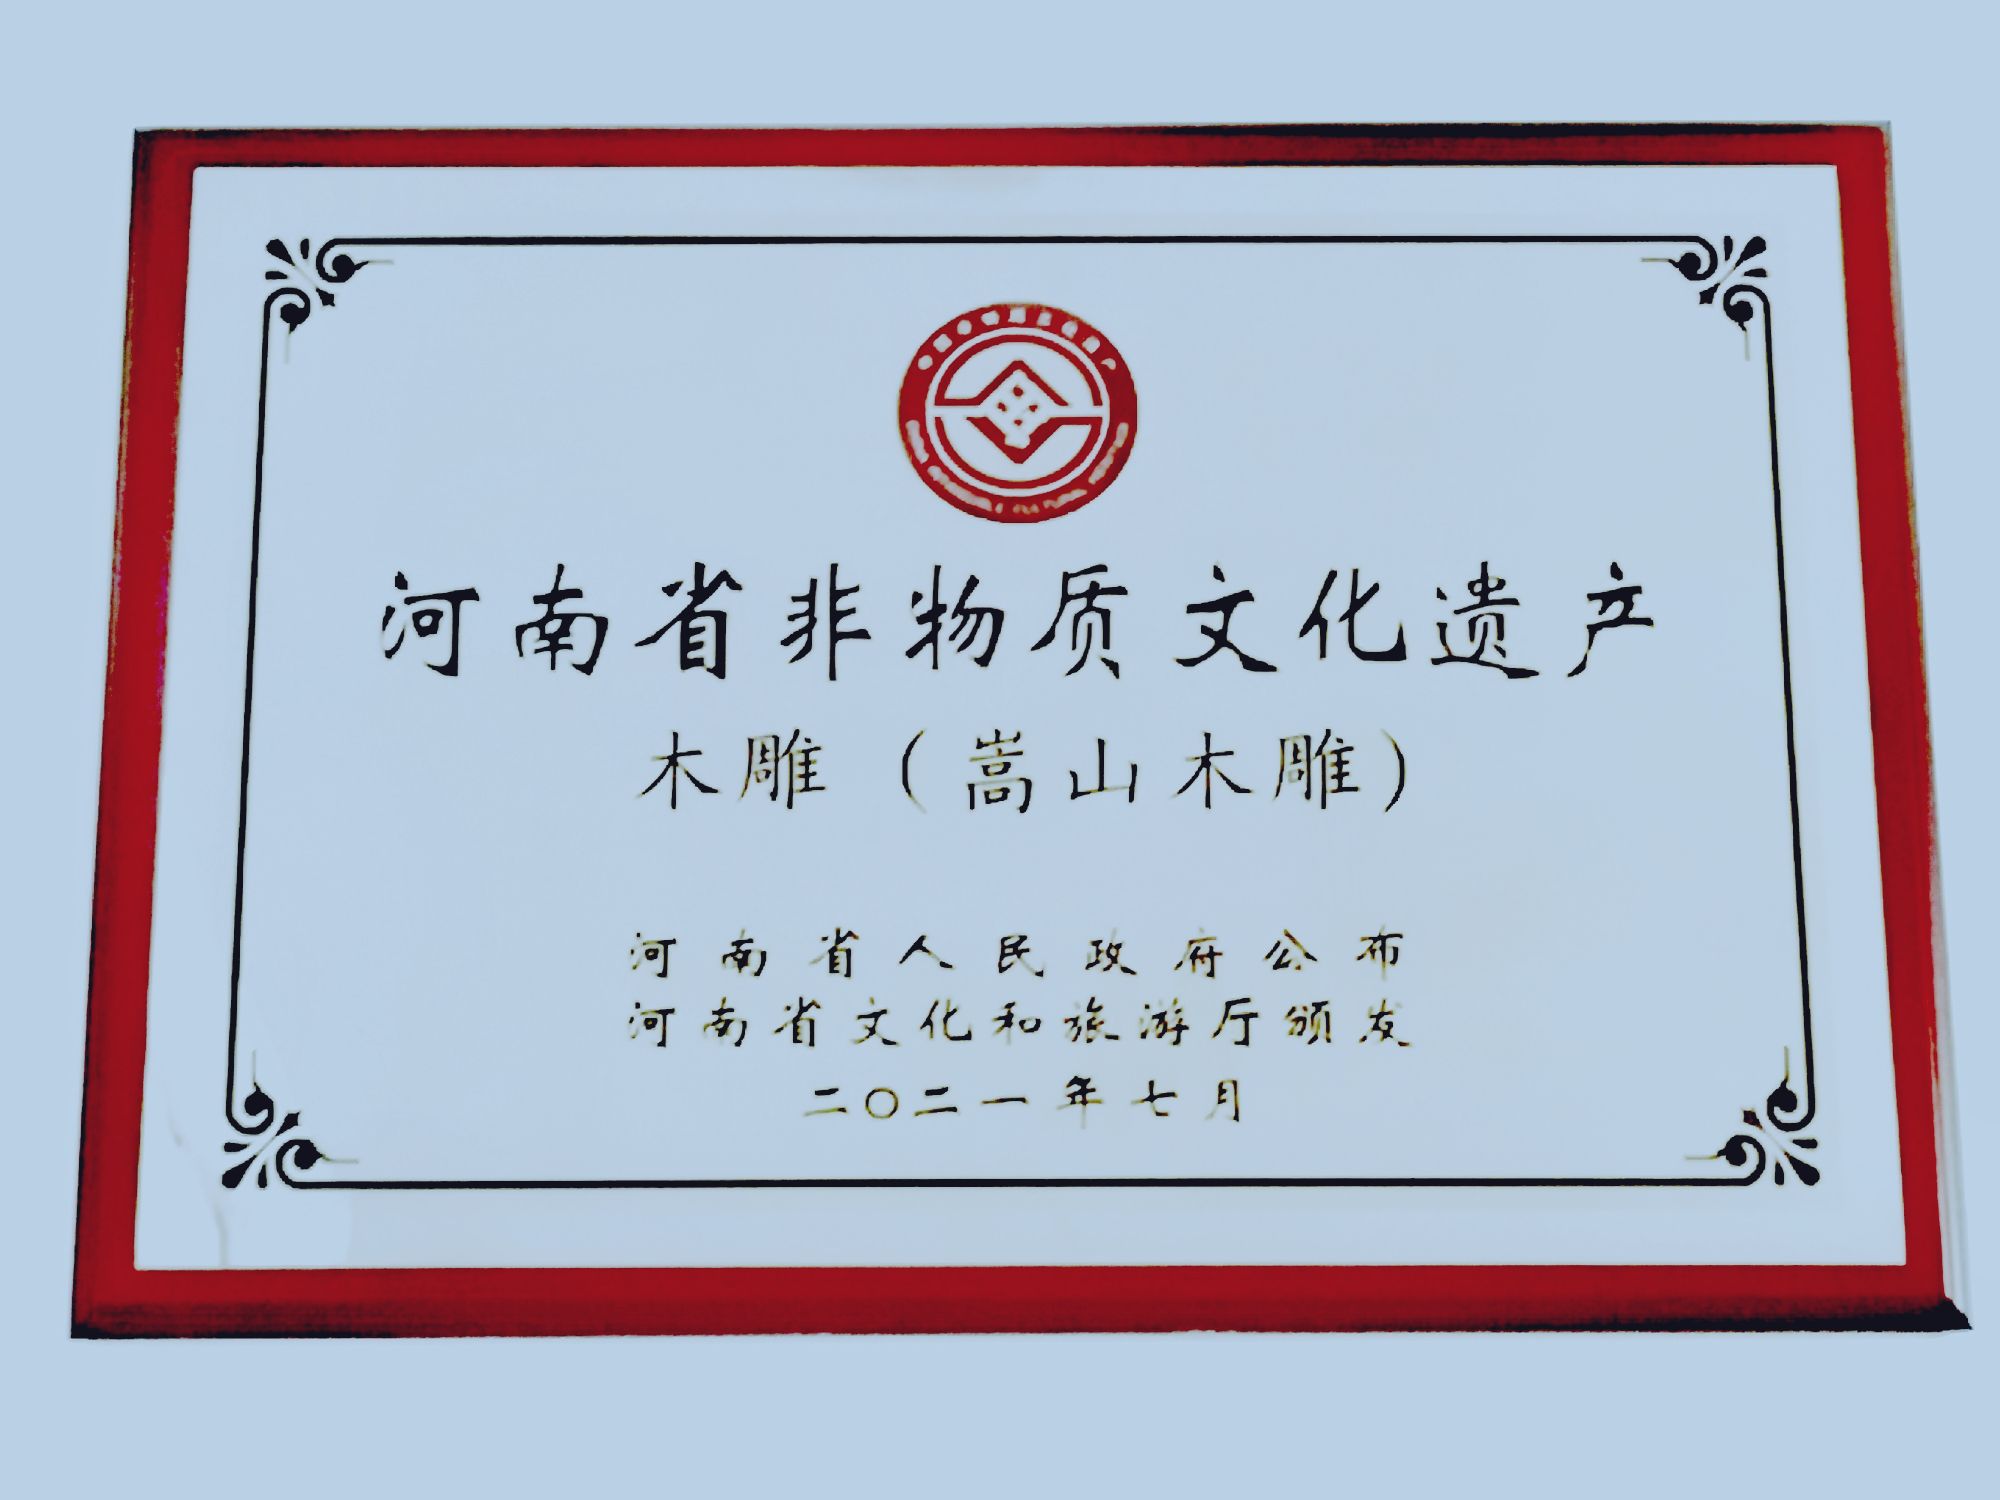 河南省非物质文化遗产
木雕（嵩山木雕）
河南省人民政府公布
河南省文化和旅游厅颁发
二〇二一年七月